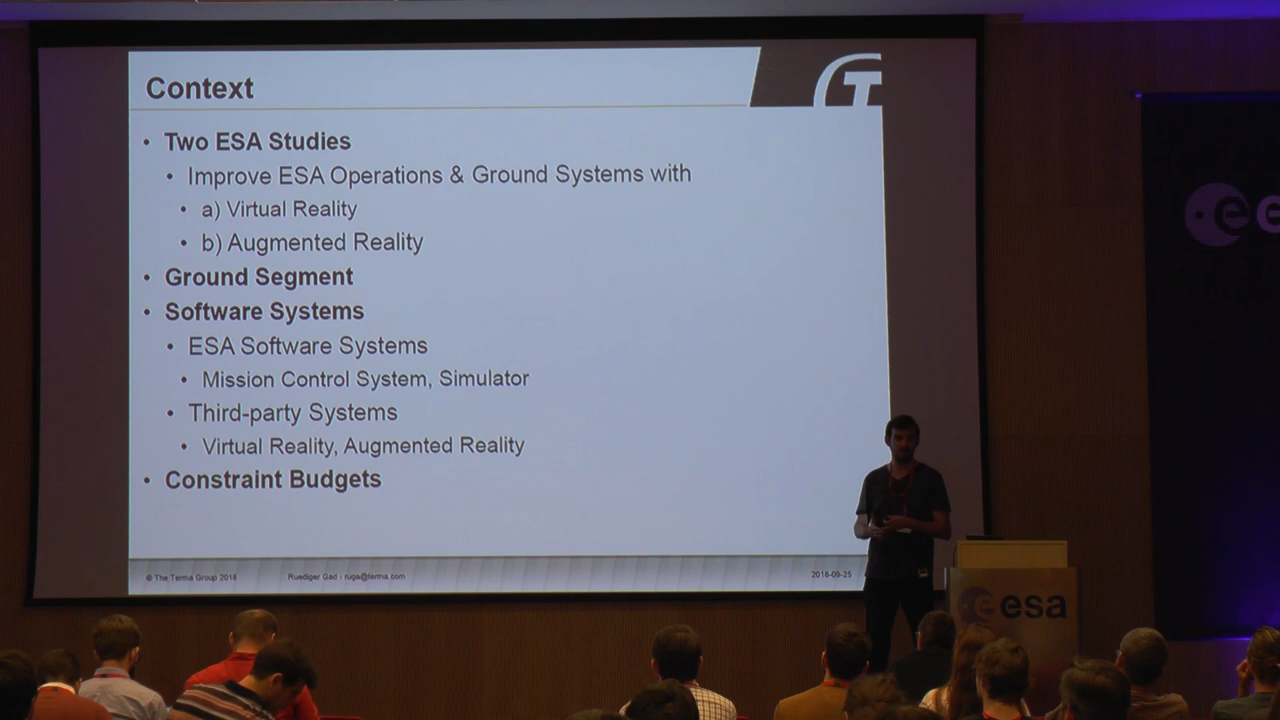 Context
• Two ESA Studies
• Improve ESA Operations & Ground Systems with
• a) Virtual Reality
• b) Augmented Reality
• Ground Segment
• Software Systems
• ESA Software Systems
• Mission Control System, Simulator
• Third-party Systems
• Virtual Reality, Augmented Reality
• Constraint Budgets
© The Terma Group 2018 Ruediger Gad - ruga@terma.com 2018-09-25
esa